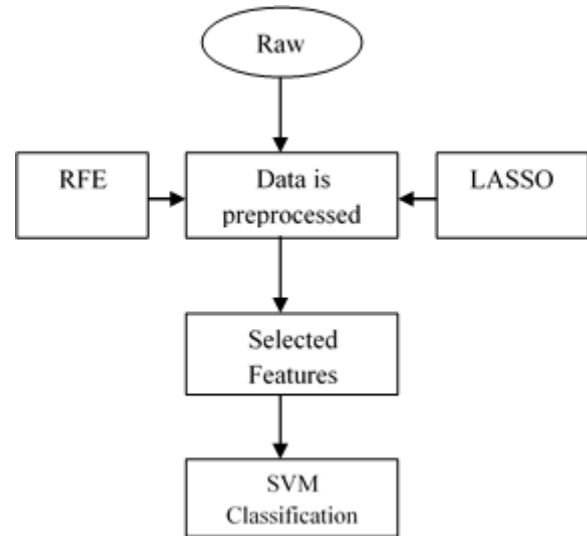 Raw
RFE
Data is
preprocessed
LASSO
Selected
Features
SVM
Classification